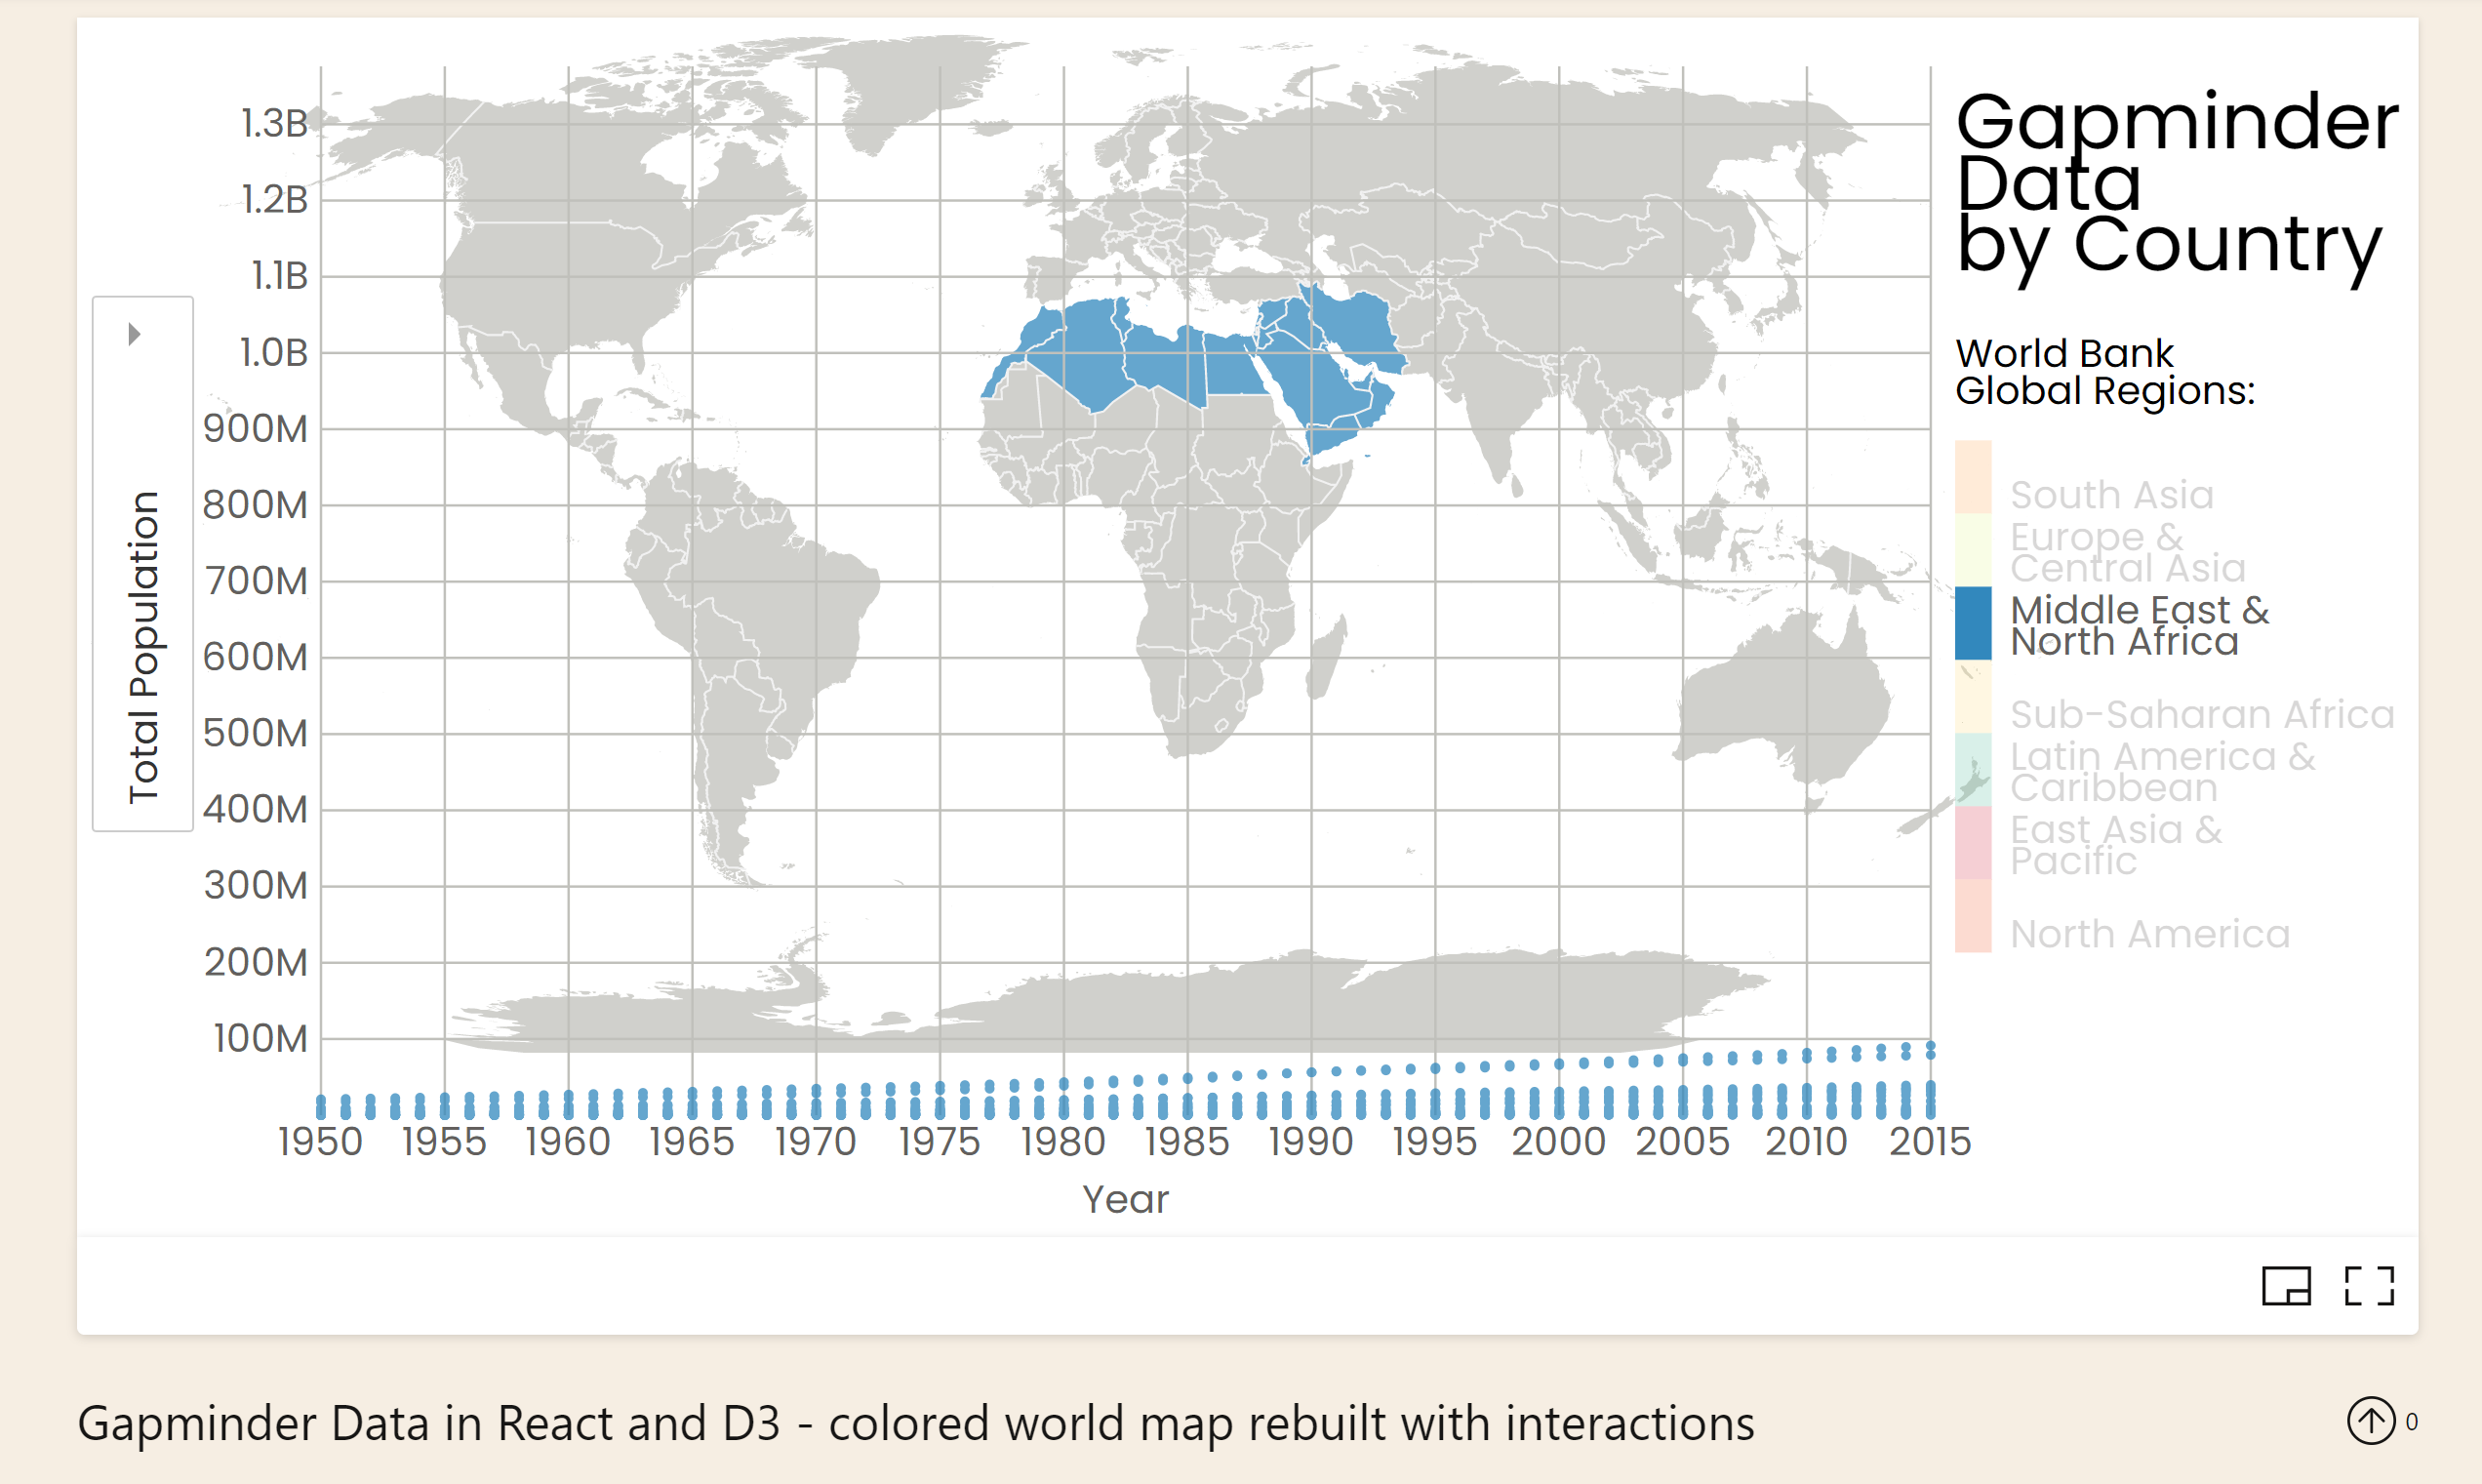 Gapminder
Data
by Country
World Bank
Global Regions:
South Asia
Europe &
Central Asia
Middle East &
North Africa
Sub-Saharan Africa
Latin America &
Caribbean
East Asia &
Pacific
North America
Total Population
1.3B
1.2B
1.1B
1.0B
900M
800M
700M
600M
500M
400M
300M
200M
100M
1950 1955 1960 1965 1970 1975 1980 1985 1990 1995 2000 2005 2010 2015
Year
Gapminder Data in React and D3 - colored world map rebuilt with interactions
0